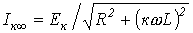 I_{κ∞} = E_κ / √(R² + (κωL)²)